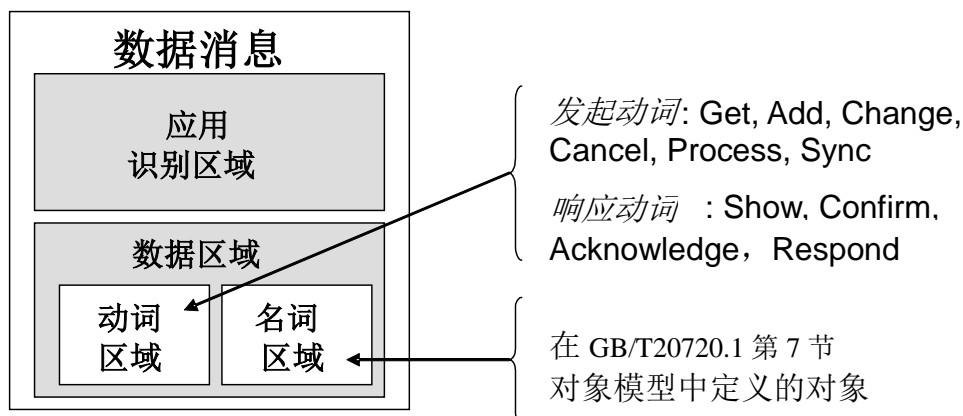 数据消息
应用
识别区域
数据区域
动词
区域
名词
区域
发起动词: Get, Add, Change,
Cancel, Process, Sync
响应动词 : Show, Confirm,
Acknowledge，Respond
在 GB/T20720.1 第 7 节
对象模型中定义的对象